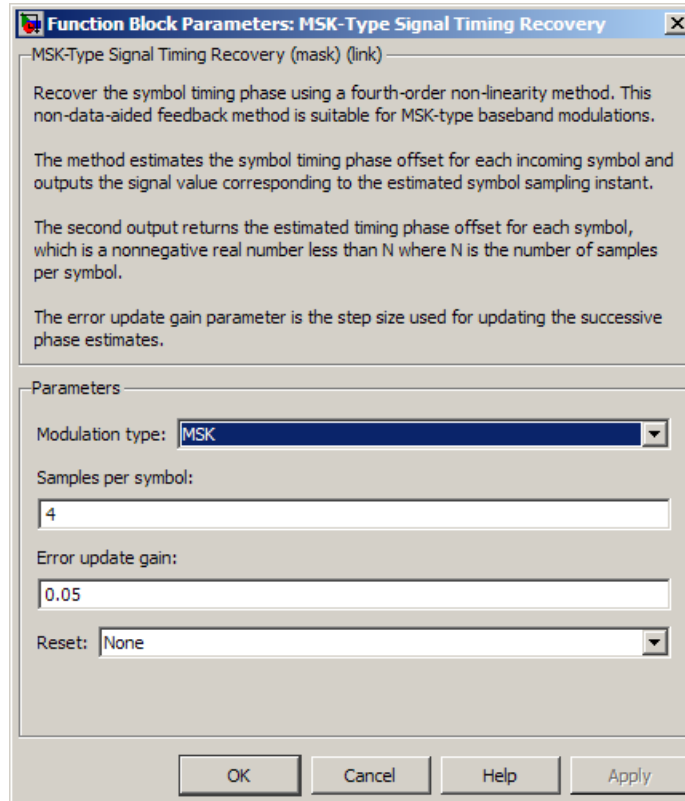 Function Block Parameters: MSK-Type Signal Timing Recovery
MSK-Type Signal Timing Recovery (mask) (link)
Recover the symbol timing phase using a fourth-order non-linearity method. This
non-data-aided feedback method is suitable for MSK-type baseband modulations.
The method estimates the symbol timing phase offset for each incoming symbol and
outputs the signal value corresponding to the estimated symbol sampling instant.
The second output returns the estimated timing phase offset for each symbol,
which is a nonnegative real number less than N where N is the number of samples
per symbol.
The error update gain parameter is the step size used for updating the successive
phase estimates.
Parameters
Modulation type: MSK
Samples per symbol:
4
Error update gain:
0.05
Reset: None
OK Cancel Help Apply